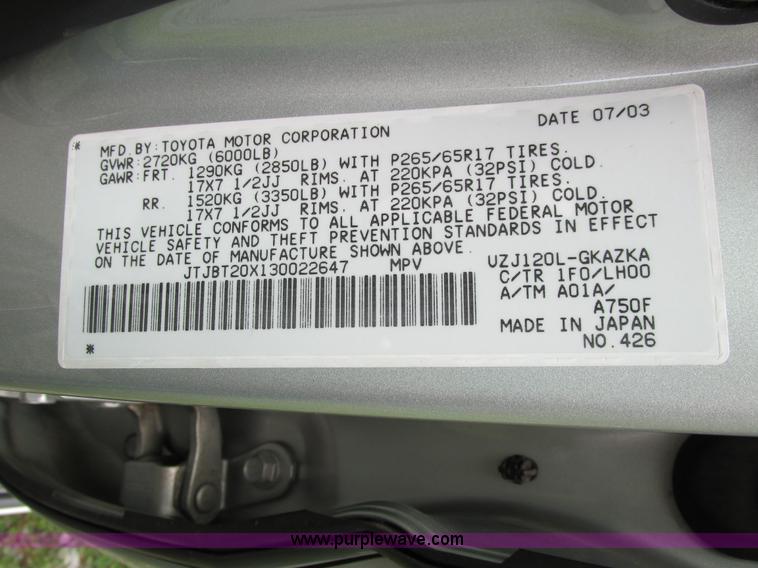 DATE 07/03
MFD.BY:TOYOTA MOTOR CORPORATION
GVWR:2720KG (6000LB)
GAWR:FRT. 1290KG (2850LB) WITH P265/65R17 TIRES.
17X7 1/2JJ RIMS. AT 220KPA (32PSI) COLD.
RR. 1520KG (3350LB) WITH P265/65R17 TIRES.
17X7 1/2JJ RIMS. AT 220KPA (32PSI) COLD.
THIS VEHICLE CONFORMS TO ALL APPLICABLE FEDERAL MOTOR
VEHICLE SAFETY AND THEFT PREVENTION STANDARDS IN EFFECT
ON THE DATE OF MANUFACTURE SHOWN ABOVE.
JTJBT20X130022647 MPV
UZJ120L-GKAZKA
C/TR 1F0/LH00
A/TM A01A/
A750F
MADE IN JAPAN
NO.426
www.purplewave.com